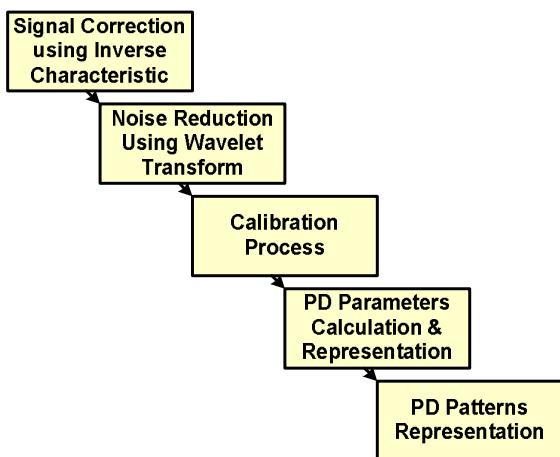 Signal Correction
using Inverse
Characteristic
Noise Reduction
Using Wavelet
Transform
Calibration
Process
PD Parameters
Calculation &
Representation
PD Patterns
Representation